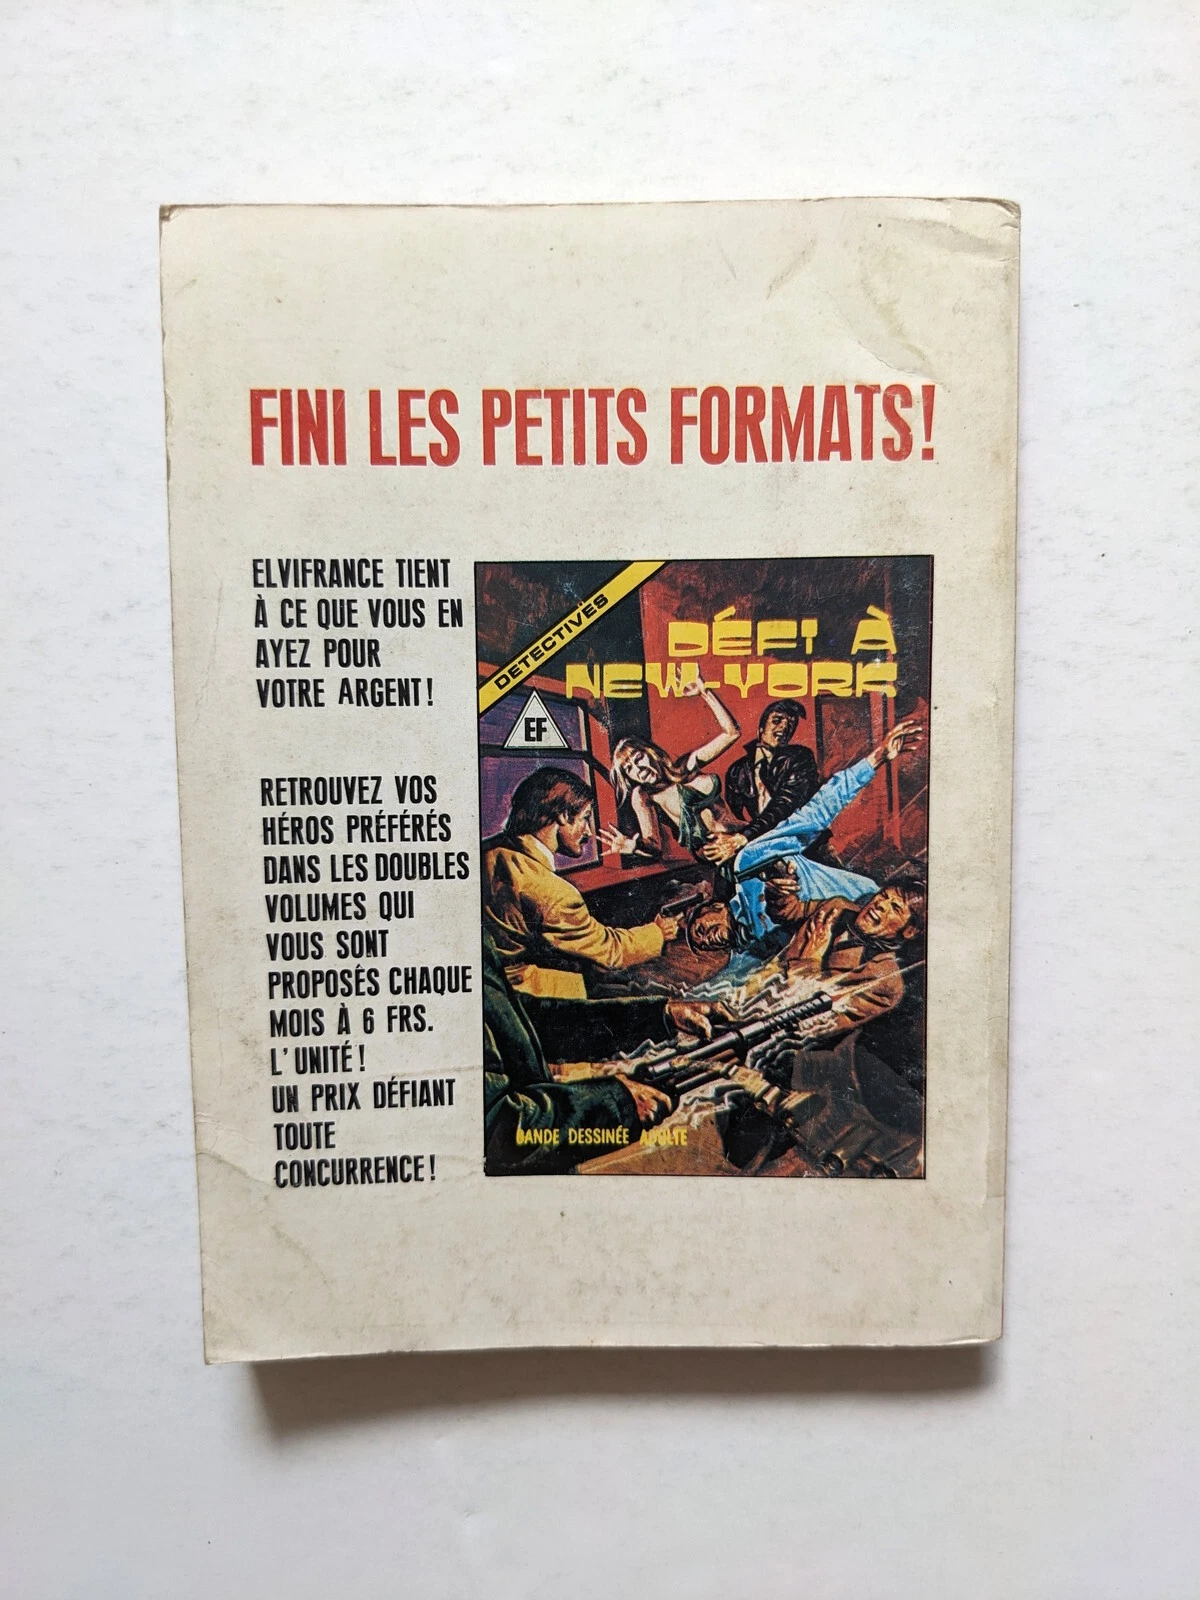 FINI LES PETITS FORMATS!
ELVIFRANCE TIENT
À CE QUE VOUS EN
AYEZ POUR
VOTRE ARGENT!
RETROUVEZ VOS
HÉROS PRÉFÉRÉS
DANS LES DOUBLES
VOLUMES QUI
VOUS SONT
PROPOSÉS CHAQUE
MOIS À 6 FRS.
L'UNITÉ!
UN PRIX DÉFIANT
TOUTE
CONCURRENCE!
DETECTIVES
DÉFI À
NEW-YORK
EF
BANDE DESSINÉE ADULTE